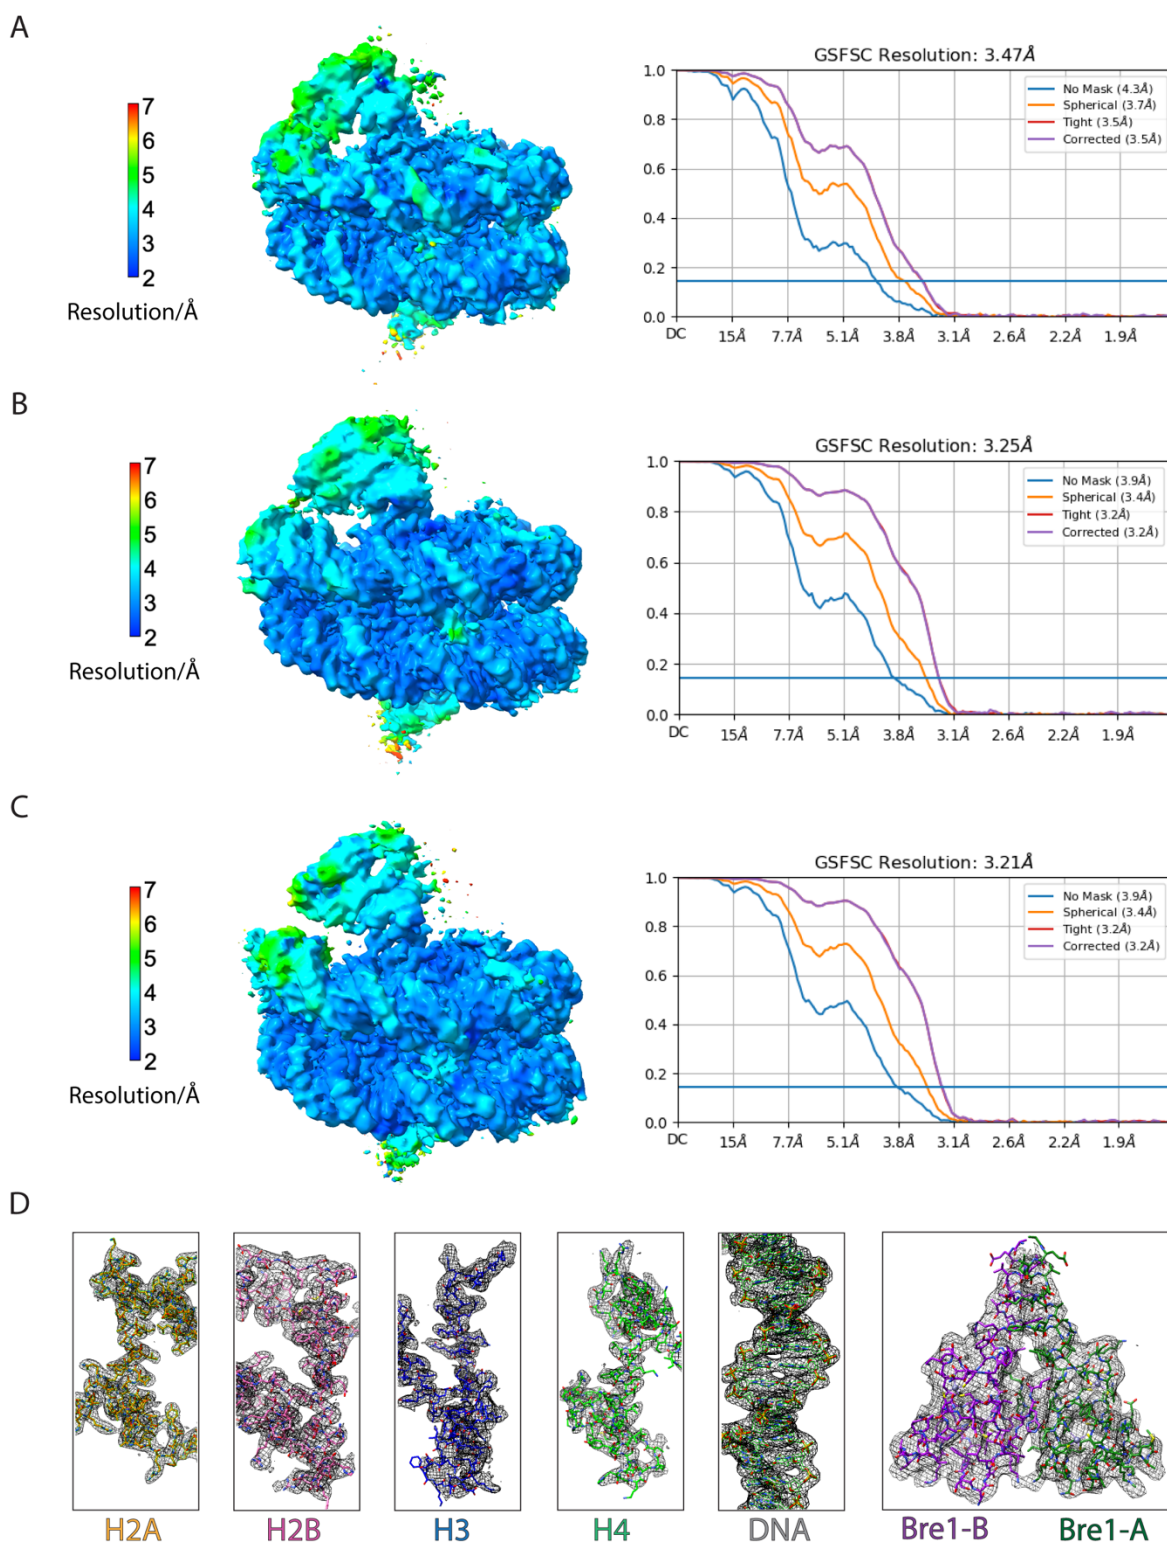 A
7
6
5
4
3
2
Resolution/Å
GSFSC Resolution: 3.47Å
1.0
0.8
0.6
0.4
0.2
0.0
No Mask (4.3Å)
Spherical (3.7Å)
Tight (3.5Å)
Corrected (3.5Å)
DC 15Å 7.7Å 5.1Å 3.8Å 3.1Å 2.6Å 2.2Å 1.9Å
B
7
6
5
4
3
2
Resolution/Å
GSFSC Resolution: 3.25Å
1.0
0.8
0.6
0.4
0.2
0.0
No Mask (3.9Å)
Spherical (3.4Å)
Tight (3.2Å)
Corrected (3.2Å)
DC 15Å 7.7Å 5.1Å 3.8Å 3.1Å 2.6Å 2.2Å 1.9Å
C
7
6
5
4
3
2
Resolution/Å
GSFSC Resolution: 3.21Å
1.0
0.8
0.6
0.4
0.2
0.0
No Mask (3.9Å)
Spherical (3.4Å)
Tight (3.2Å)
Corrected (3.2Å)
DC 15Å 7.7Å 5.1Å 3.8Å 3.1Å 2.6Å 2.2Å 1.9Å
D
H2A H2B H3 H4 DNA Bre1-B Bre1-A